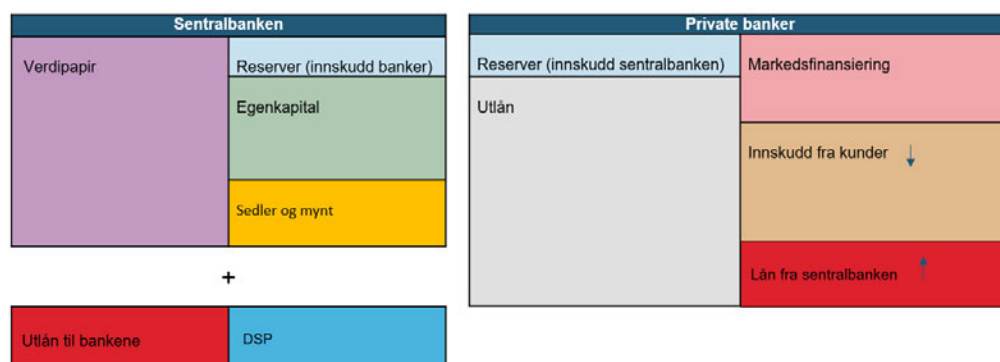 Sentralbanken
Verdipapir
Reserver (innskudd banker)
Egenkapital
Sedler og mynt
+
Utlån til bankene
DSP
Private banker
Reserver (innskudd sentralbanken)
Markedsfinansiering
Utlån
Innskudd fra kunder
Lån fra sentralbanken